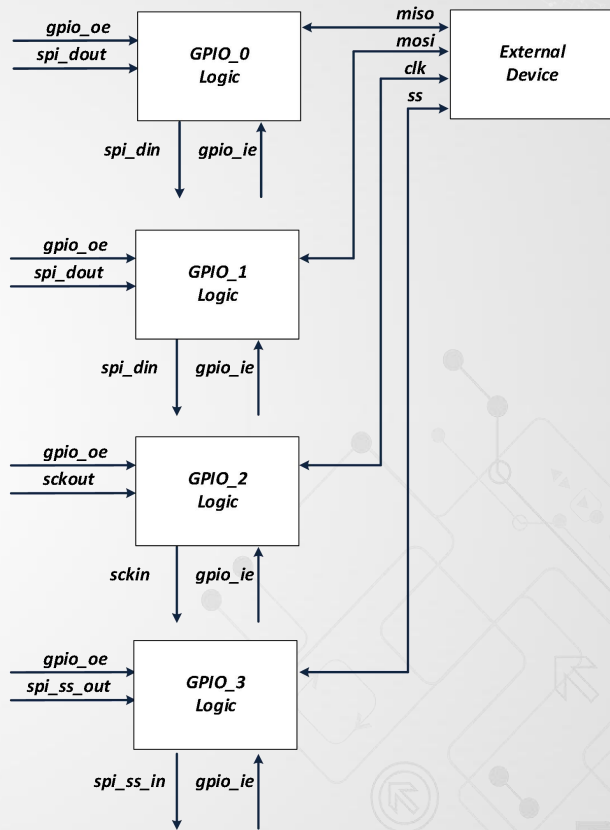 gpio_oe
spi_dout
GPIO_0
Logic
spi_din
gpio_ie
miso
mosi
clk
ss
External
Device
gpio_oe
spi_dout
GPIO_1
Logic
spi_din
gpio_ie
gpio_oe
sckout
GPIO_2
Logic
sckin
gpio_ie
gpio_oe
spi_ss_out
GPIO_3
Logic
spi_ss_in
gpio_ie